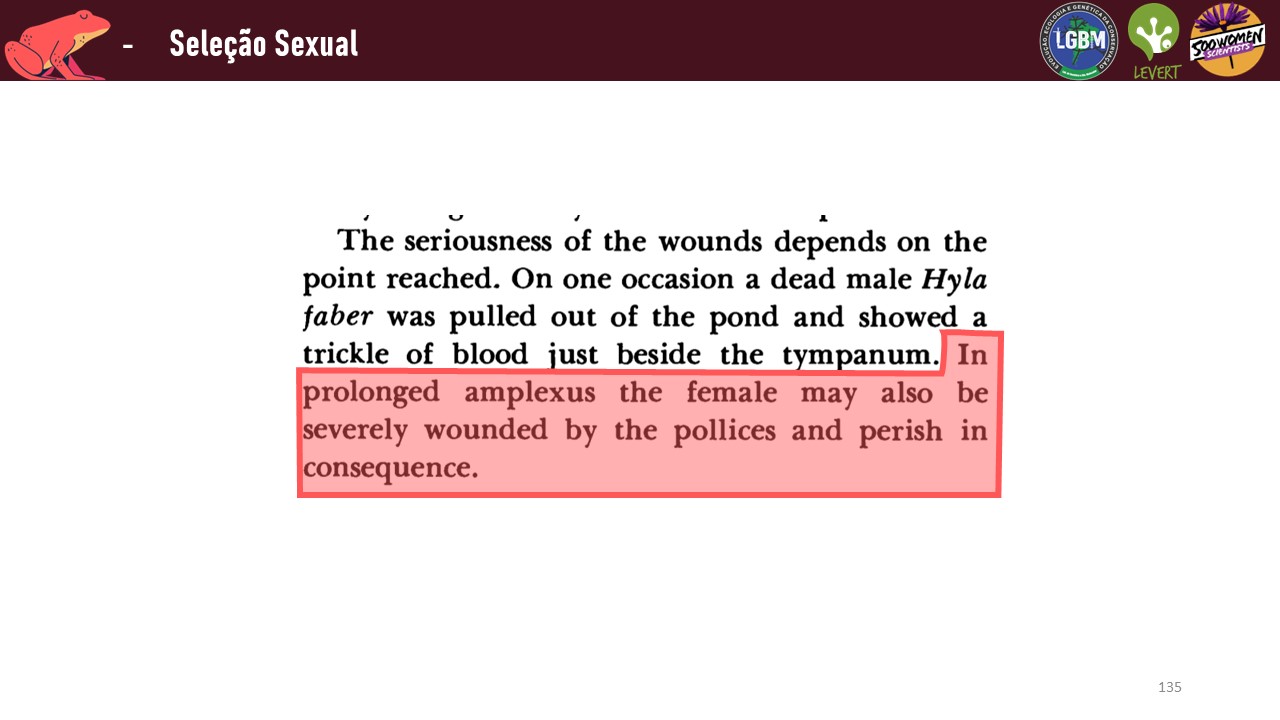 - Seleção Sexual
EVOLUÇÃO, ECOLOGIA E GENÉTICA DA CONSERVAÇÃO
LGBM
LEVERT
500 WOMEN
SCIENTISTS
The seriousness of the wounds depends on the
point reached. On one occasion a dead male Hyla
faber was pulled out of the pond and showed a
trickle of blood just beside the tympanum. In
prolonged amplexus the female may also be
severely wounded by the pollices and perish in
consequence.
135